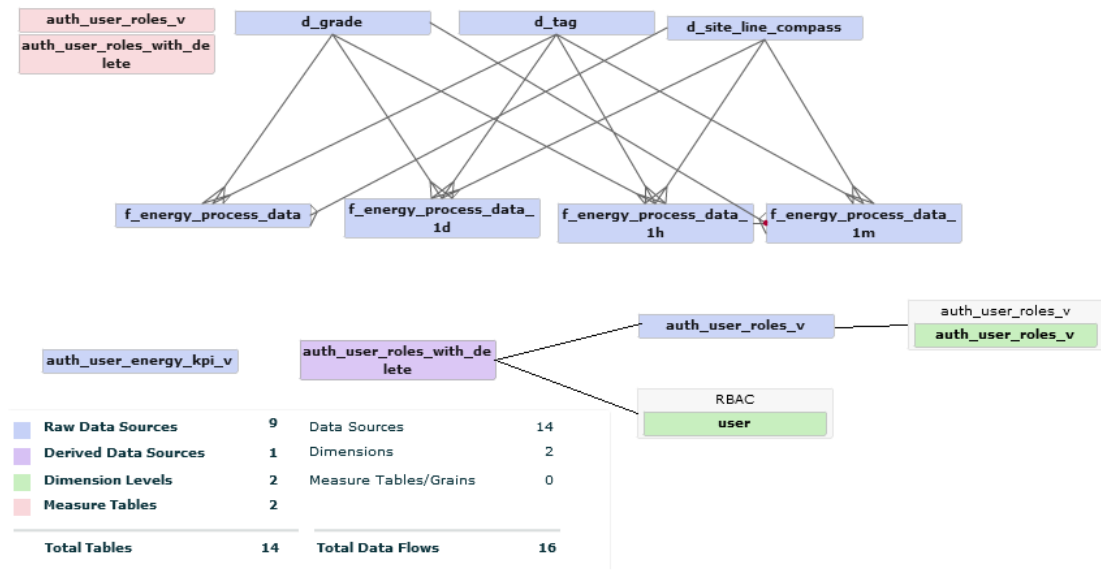 auth_user_roles_v
d_grade
d_tag
d_site_line_compass
auth_user_roles_with_de
lete
f_energy_process_data
f_energy_process_data_
1d
f_energy_process_data_
1h
f_energy_process_data_
1m
auth_user_energy_kpi_v
auth_user_roles_with_de
lete
auth_user_roles_v
auth_user_roles_v
auth_user_roles_v
RBAC
user
Raw Data Sources 9
Derived Data Sources 1
Dimension Levels 2
Measure Tables 2
Total Tables 14
Data Sources 14
Dimensions 2
Measure Tables/Grains 0
Total Data Flows 16